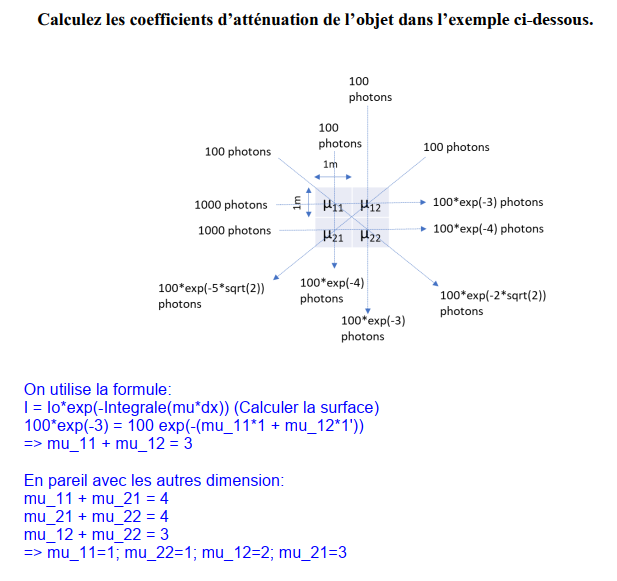 Calculez les coefficients d’atténuation de l’objet dans l’exemple ci-dessous.
100
photons
100
photons
100 photons
100 photons
1m
1000 photons
1m
μ11 μ12
100*exp(-3) photons
1000 photons
μ21 μ22
100*exp(-4) photons
100*exp(-5*sqrt(2))
photons
100*exp(-4)
photons
100*exp(-2*sqrt(2))
photons
100*exp(-3)
photons
On utilise la formule:
I = Io*exp(-Integrale(mu*dx)) (Calculer la surface)
100*exp(-3) = 100 exp(-(mu_11*1 + mu_12*1'))
=> mu_11 + mu_12 = 3
En pareil avec les autres dimension:
mu_11 + mu_21 = 4
mu_21 + mu_22 = 4
mu_12 + mu_22 = 3
=> mu_11=1; mu_22=1; mu_12=2; mu_21=3